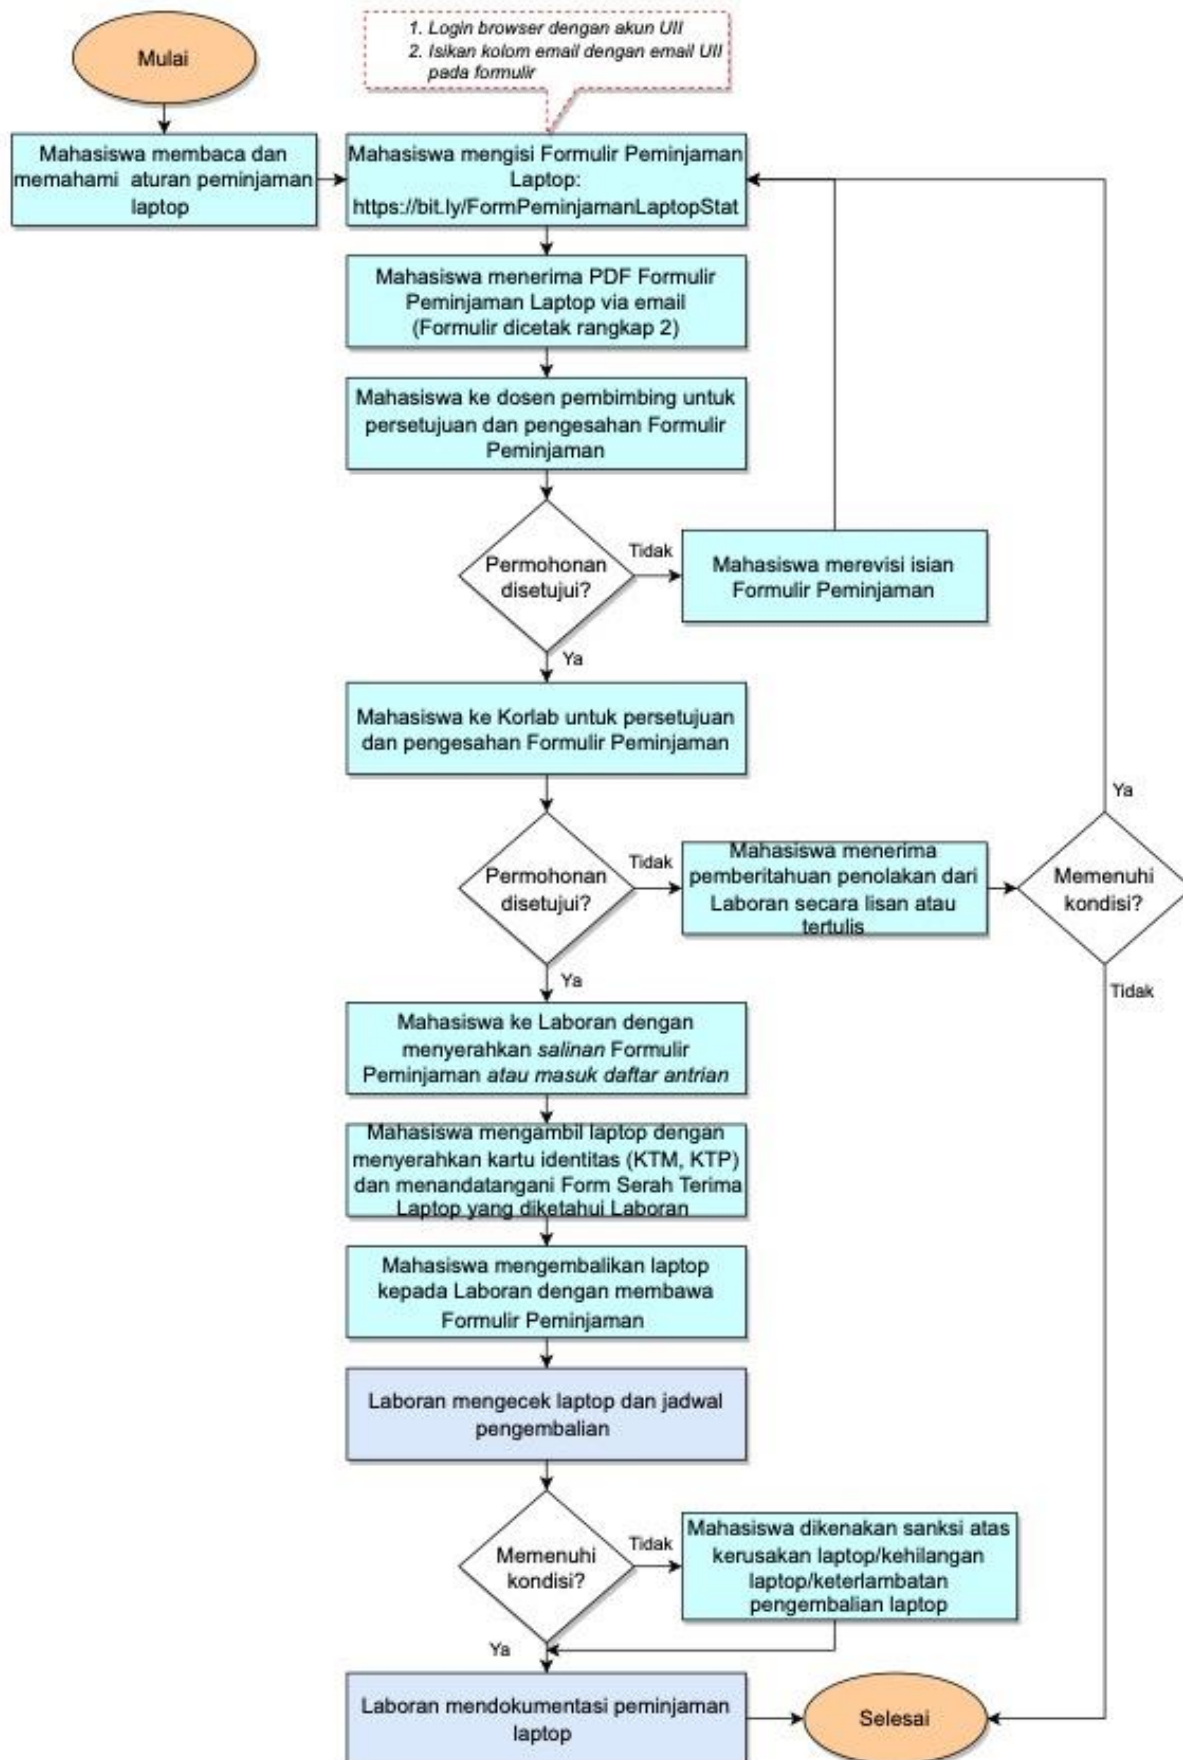 Mulai
1. Login browser dengan akun UII
2. Isikan kolom email dengan email UII
pada formulir
Mahasiswa membaca dan
memahami aturan peminjaman
laptop
Mahasiswa mengisi Formulir Peminjaman
Laptop:
https://bit.ly/FormPeminjamanLaptopStat
Mahasiswa menerima PDF Formulir
Peminjaman Laptop via email
(Formulir dicetak rangkap 2)
Mahasiswa ke dosen pembimbing untuk
persetujuan dan pengesahan Formulir
Peminjaman
Permohonan
disetujui?
Tidak
Mahasiswa merevisi isian
Formulir Peminjaman
Ya
Mahasiswa ke Korlab untuk persetujuan
dan pengesahan Formulir Peminjaman
Permohonan
disetujui?
Tidak
Mahasiswa menerima
pemberitahuan penolakan dari
Laboran secara lisan atau
tertulis
Ya
Memenuhi
kondisi?
Tidak
Ya
Mahasiswa ke Laboran dengan
menyerahkan salinan Formulir
Peminjaman atau masuk daftar antrian
Mahasiswa mengambil laptop dengan
menyerahkan kartu identitas (KTM, KTP)
dan menandatangani Form Serah Terima
Laptop yang diketahui Laboran
Mahasiswa mengembalikan laptop
kepada Laboran dengan membawa
Formulir Peminjaman
Laboran mengecek laptop dan jadwal
pengembalian
Memenuhi
kondisi?
Tidak
Mahasiswa dikenakan sanksi atas
kerusakan laptop/kehilangan
laptop/keterlambatan
pengembalian laptop
Ya
Laboran mendokumentasi peminjaman
laptop
Selesai